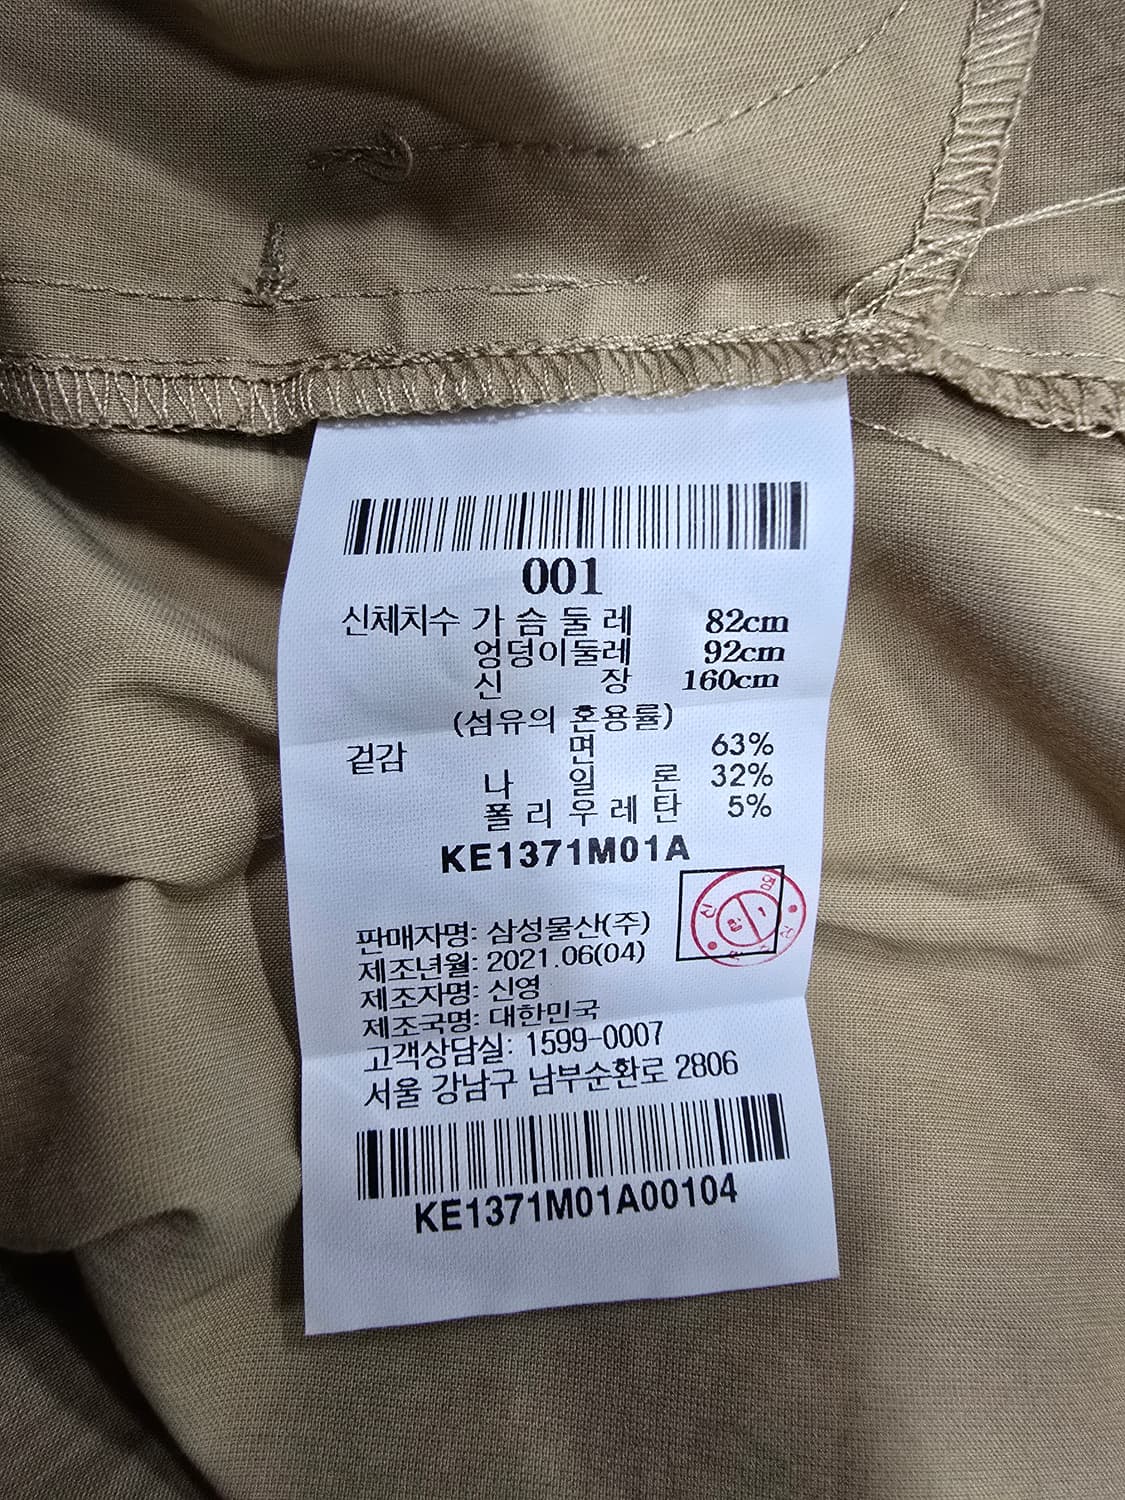 001
신체치수 가 슴 둘 레 82cm
엉덩이둘레 92cm
신 장 160cm
(섬유의 혼용률)
겉감 면 63%
나 일 론 32%
폴 리 우 레 탄 5%
KE1371M01A
판매자명: 삼성물산(주)
제조년월: 2021.06(04)
제조자명: 신영
제조국명: 대한민국
고객상담실: 1599-0007
서울 강남구 남부순환로 2806
KE1371M01A00104